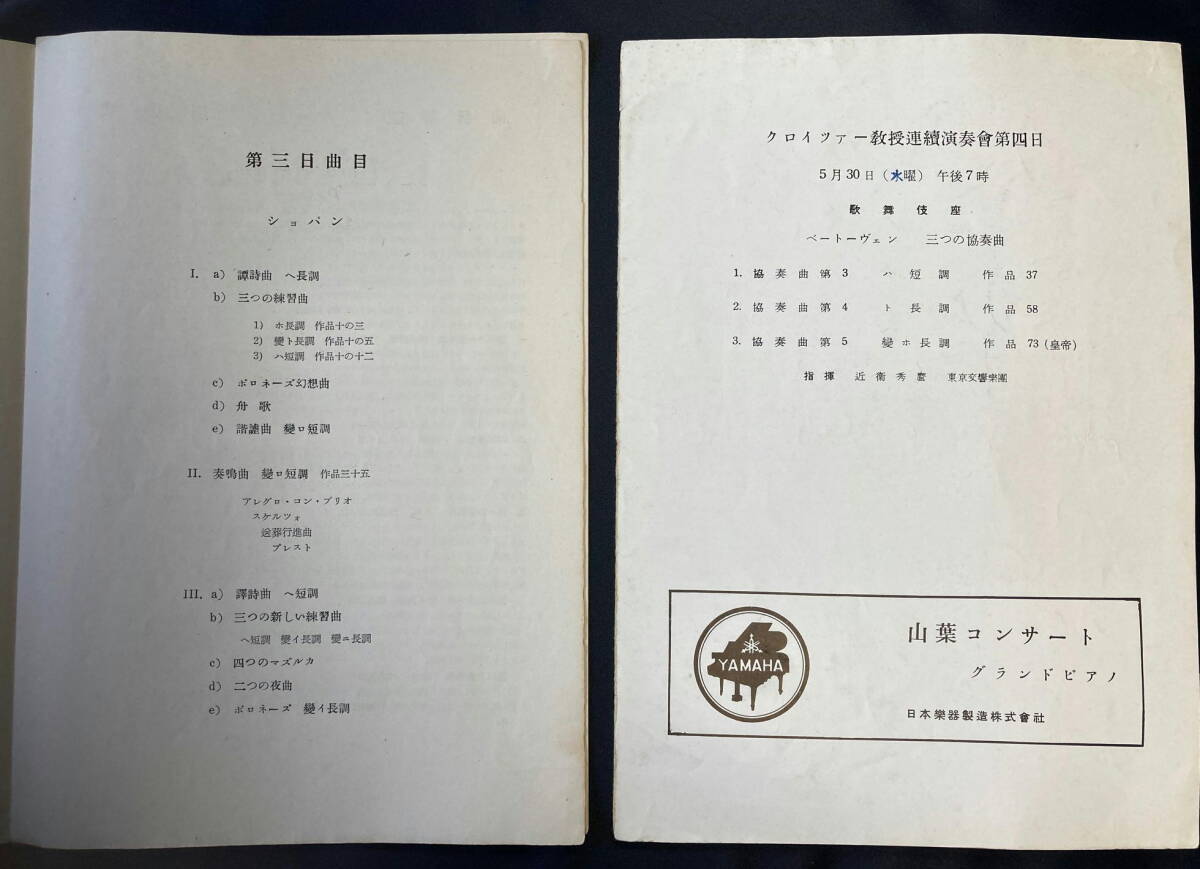 第三日曲目
ショパン
I. a) 譚詩曲 ヘ長調
b) 三つの練習曲
1) ホ長調 作品十の三
2) 變ト長調 作品十の五
3) ハ短調 作品十の十二
c) ポロネーズ幻想曲
d) 舟歌
e) 諧謔曲 變ロ短調
II. 奏鳴曲 變ロ短調 作品三十五
アレグロ・コン・ブリオ
スケルツォ
送葬行進曲
プレスト
III. a) 譚詩曲 ヘ短調
b) 三つの新しい練習曲
ヘ短調 變イ長調 變ニ長調
c) 四つのマズルカ
d) 二つの夜曲
e) ポロネーズ 變イ長調
クロイツァー教授連續演奏會第四日
5月30日(水曜) 午後7時
歌舞伎座
ベートーヴェン 三つの協奏曲
1. 協奏曲第3 ハ短調 作品37
2. 協奏曲第4 ト長調 作品58
3. 協奏曲第5 變ホ長調 作品73(皇帝)
指揮 近衞秀麿 東京交響樂團
YAMAHA
山葉コンサート
グランドピアノ
日本樂器製造株式會社